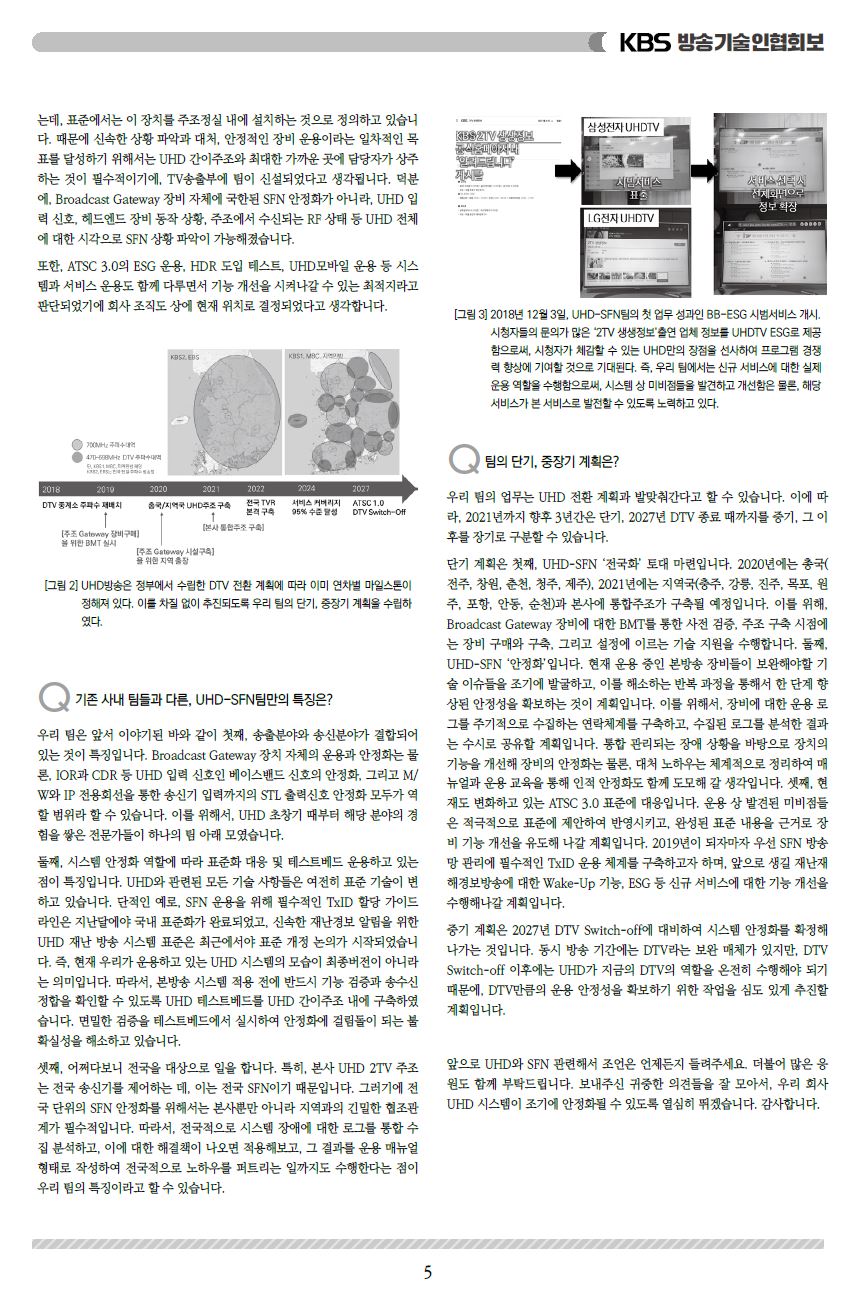 KBS 방송기술인협회보
는데, 표준에서는 이 장치를 주조정실 내에 설치하는 것으로 정의하고 있습니
다. 때문에 신속한 상황 파악과 대처, 안정적인 장비 운용이라는 일차적인 목
표를 달성하기 위해서는 UHD 간이주조와 최대한 가까운 곳에 담당자가 상주
하는 것이 필수적이기에, TV송출부에 팀이 신설되었다고 생각됩니다. 덕분
에, Broadcast Gateway 장비 자체에 국한된 SFN 안정화가 아니라, UHD 입
력 신호, 헤드엔드 장비 동작 상황, 주조에서 수신되는 RF 상태 등 UHD 전체
에 대한 시각으로 SFN 상황 파악이 가능해졌습니다.
또한, ATSC 3.0의 ESG 운용, HDR 도입 테스트, UHD모바일 운용 등 시스
템과 서비스 운용도 함께 다루면서 기능 개선을 시켜나갈 수 있는 최적지라고
판단되었기에 회사 조직도 상에 현재 위치로 결정되었다고 생각합니다.
KBS2, EBS
KBS1, MBC, 지역민방
700MHz 주파수대역
470-698MHz DTV 주파수대역
2018
2019
2020
2021
2022
2024
2027
DTV 중계소 주파수 재배치
총국/지역국 UHD주조 구축
전국 TVR
본격 구축
서비스 커버리지
95% 수준 달성
ATSC 1.0
DTV Switch-Off
[주조 Gateway 장비구매]
을 위한 BMT 실시
[본사 통합주조 구축]
[주조 Gateway 시설구축]
을 위한 지역 출장
[그림 2] UHD방송은 정부에서 수립한 DTV 전환 계획에 따라 이미 연차별 마일스톤이
정해져 있다. 이를 차질 없이 추진되도록 우리 팀의 단기, 중장기 계획을 수립하
였다.
Q 기존 사내 팀들과 다른, UHD-SFN팀만의 특징은?
우리 팀은 앞서 이야기된 바와 같이 첫째, 송출분야와 송신분야가 결합되어
있는 것이 특징입니다. Broadcast Gateway 장치 자체의 운용과 안정화는 물
론, IOR과 CDR 등 UHD 입력 신호인 베이스밴드 신호의 안정화, 그리고 M/
W와 IP 전용회선을 통한 송신기 입력까지의 STL 출력신호 안정화 모두가 역
할 범위라 할 수 있습니다. 이를 위해서, UHD 초창기 때부터 해당 분야의 경
험을 쌓은 전문가들이 하나의 팀 아래 모였습니다.
둘째, 시스템 안정화 역할에 따라 표준화 대응 및 테스트베드 운용하고 있는
점이 특징입니다. UHD와 관련된 모든 기술 사항들은 여전히 표준 기술이 변
하고 있습니다. 단적인 예로, SFN 운용을 위해 필수적인 TxID 할당 가이드
라인은 지난달에야 국내 표준화가 완료되었고, 신속한 재난경보 알림을 위한
UHD 재난 방송 시스템 표준은 최근에서야 표준 개정 논의가 시작되었습니
다. 즉, 현재 우리가 운용하고 있는 UHD 시스템의 모습이 최종버전이 아니라
는 의미입니다. 따라서, 본방송 시스템 적용 전에 반드시 기능 검증과 송수신
정합을 확인할 수 있도록 UHD 테스트베드를 UHD 간이주조 내에 구축하였
습니다. 면밀한 검증을 테스트베드에서 실시하여 안정화에 걸림돌이 되는 불
확실성을 해소하고 있습니다.
셋째, 어쩌다보니 전국을 대상으로 일을 합니다. 특히, 본사 UHD 2TV 주조
는 전국 송신기를 제어하는 데, 이는 전국 SFN이기 때문입니다. 그러기에 전
국 단위의 SFN 안정화를 위해서는 본사뿐만 아니라 지역과의 긴밀한 협조관
계가 필수적입니다. 따라서, 전국적으로 시스템 장애에 대한 로그를 통합 수
집 분석하고, 이에 대한 해결책이 나오면 적용해보고, 그 결과를 운용 매뉴얼
형태로 작성하여 전국적으로 노하우를 퍼트리는 일까지도 수행한다는 점이
우리 팀의 특징이라고 할 수 있습니다.
KBS 2TV 생생정보
공식홈페이지 내
'알려드립니다'
게시물
삼성전자 UHDTV
시범서비스
표출
LG전자 UHDTV
서비스 선택 시
전체화면으로
정보 확장
[그림 3] 2018년 12월 3일, UHD-SFN팀의 첫 업무 성과인 BB-ESG 시범서비스 개시.
시청자들의 문의가 많은 '2TV 생생정보'출연 업체 정보를 UHDTV ESG로 제공
함으로써, 시청자가 체감할 수 있는 UHD만의 장점을 선사하여 프로그램 경쟁
력 향상에 기여할 것으로 기대된다. 즉, 우리 팀에서는 신규 서비스에 대한 실제
운용 역할을 수행함으로써, 시스템 상 미비점들을 발견하고 개선함은 물론, 해당
서비스가 본 서비스로 발전할 수 있도록 노력하고 있다.
Q 팀의 단기, 중장기 계획은?
우리 팀의 업무는 UHD 전환 계획과 발맞춰간다고 할 수 있습니다. 이에 따
라, 2021년까지 향후 3년간은 단기, 2027년 DTV 종료 때까지를 중기, 그 이
후를 장기로 구분할 수 있습니다.
단기 계획은 첫째, UHD-SFN '전국화' 토대 마련입니다. 2020년에는 총국(
전주, 창원, 춘천, 청주, 제주), 2021년에는 지역국(충주, 강릉, 진주, 목포, 원
주, 포항, 안동, 순천)과 본사에 통합주조가 구축될 예정입니다. 이를 위해,
Broadcast Gateway 장비에 대한 BMT를 통한 사전 검증, 주조 구축 시점에
는 장비 구매와 구축, 그리고 설정에 이르는 기술 지원을 수행합니다. 둘째,
UHD-SFN '안정화'입니다. 현재 운용 중인 본방송 장비들이 보완해야할 기
술 이슈들을 조기에 발굴하고, 이를 해소하는 반복 과정을 통해서 한 단계 향
상된 안정성을 확보하는 것이 계획입니다. 이를 위해서, 장비에 대한 운용 로
그를 주기적으로 수집하는 연락체계를 구축하고, 수집된 로그를 분석한 결과
는 수시로 공유할 계획입니다. 통합 관리되는 장애 상황을 바탕으로 장치의
기능을 개선해 장비의 안정화는 물론, 대처 노하우는 체계적으로 정리하여 매
뉴얼과 운용 교육을 통해 인적 안정화도 함께 도모해 갈 생각입니다. 셋째, 현
재도 변화하고 있는 ATSC 3.0 표준에 대응입니다. 운용 상 발견된 미비점들
은 적극적으로 표준에 제안하여 반영시키고, 완성된 표준 내용을 근거로 장
비 기능 개선을 유도해 나갈 계획입니다. 2019년이 되자마자 우선 SFN 방송
망 관리에 필수적인 TxID 운용 체계를 구축하고자 하며, 앞으로 생길 재난재
해경보방송에 대한 Wake-Up 기능, ESG 등 신규 서비스에 대한 기능 개선을
수행해나갈 계획입니다.
중기 계획은 2027년 DTV Switch-off에 대비하여 시스템 안정화를 확정해
나가는 것입니다. 동시 방송 기간에는 DTV라는 보완 매체가 있지만, DTV
Switch-off 이후에는 UHD가 지금의 DTV의 역할을 온전히 수행해야 되기
때문에, DTV만큼의 운용 안정성을 확보하기 위한 작업을 심도 있게 추진할
계획입니다.
앞으로 UHD와 SFN 관련해서 조언은 언제든지 들려주세요. 더불어 많은 응
원도 함께 부탁드립니다. 보내주신 귀중한 의견들을 잘 모아서, 우리 회사
UHD 시스템이 조기에 안정화될 수 있도록 열심히 뛰겠습니다. 감사합니다.
5